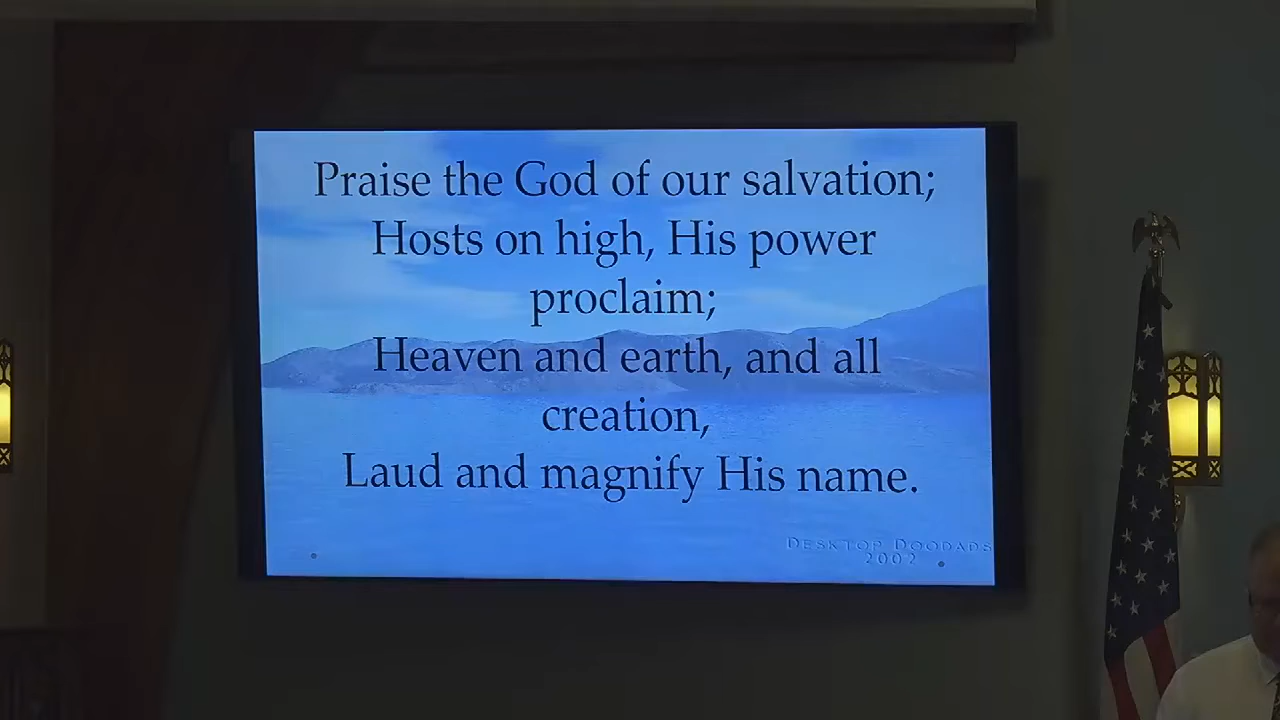 Praise the God of our salvation;
Hosts on high, His power
proclaim;
Heaven and earth, and all
creation,
Laud and magnify His name.
Desktop Doodads
2002